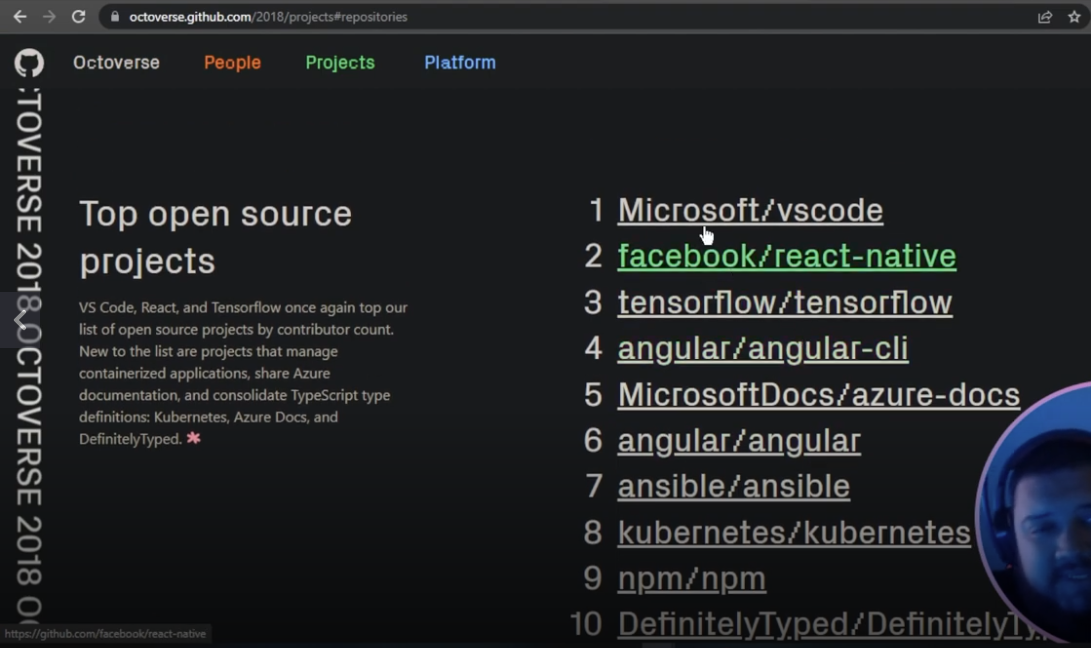 octoverse.github.com/2018/projects#repositories
Octoverse People Projects Platform
TOVERSE 2018 OCTOVERSE 2018 OC
Top open source
projects
VS Code, React, and Tensorflow once again top our
list of open source projects by contributor count.
New to the list are projects that manage
containerized applications, share Azure
documentation, and consolidate TypeScript type
definitions: Kubernetes, Azure Docs, and
DefinitelyTyped. *
1 Microsoft/vscode
2 facebook/react-native
3 tensorflow/tensorflow
4 angular/angular-cli
5 MicrosoftDocs/azure-docs
6 angular/angular
7 ansible/ansible
8 kubernetes/kubernetes
9 npm/npm
10 DefinitelyTyped/DefinitelyTy
https://github.com/facebook/react-native